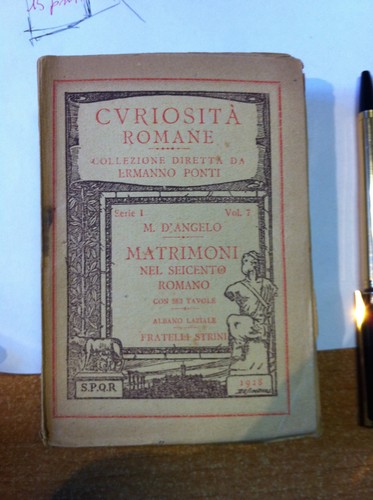 CVRIOSITÀ
ROMANE
COLLEZIONE DIRETTA DA
ERMANNO PONTI
Serie I Vol. 7
M. D'ANGELO
MATRIMONI
NEL SEICENTO
ROMANO
CON SEI TAVOLE
ALBANO LAZIALE
FRATELLI STRINI
S.P.Q.R